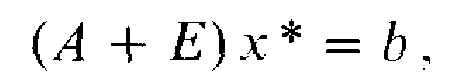 (A + E) x* = b,